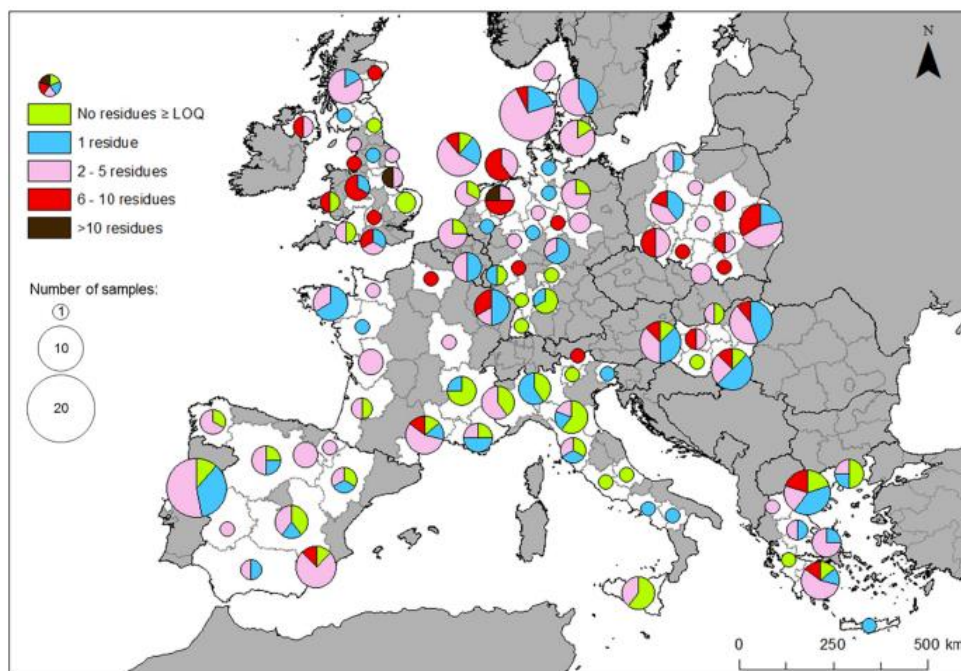 N
No residues ≥ LOQ
1 residue
2 - 5 residues
6 - 10 residues
>10 residues
Number of samples:
1
10
20
0 250 500 km